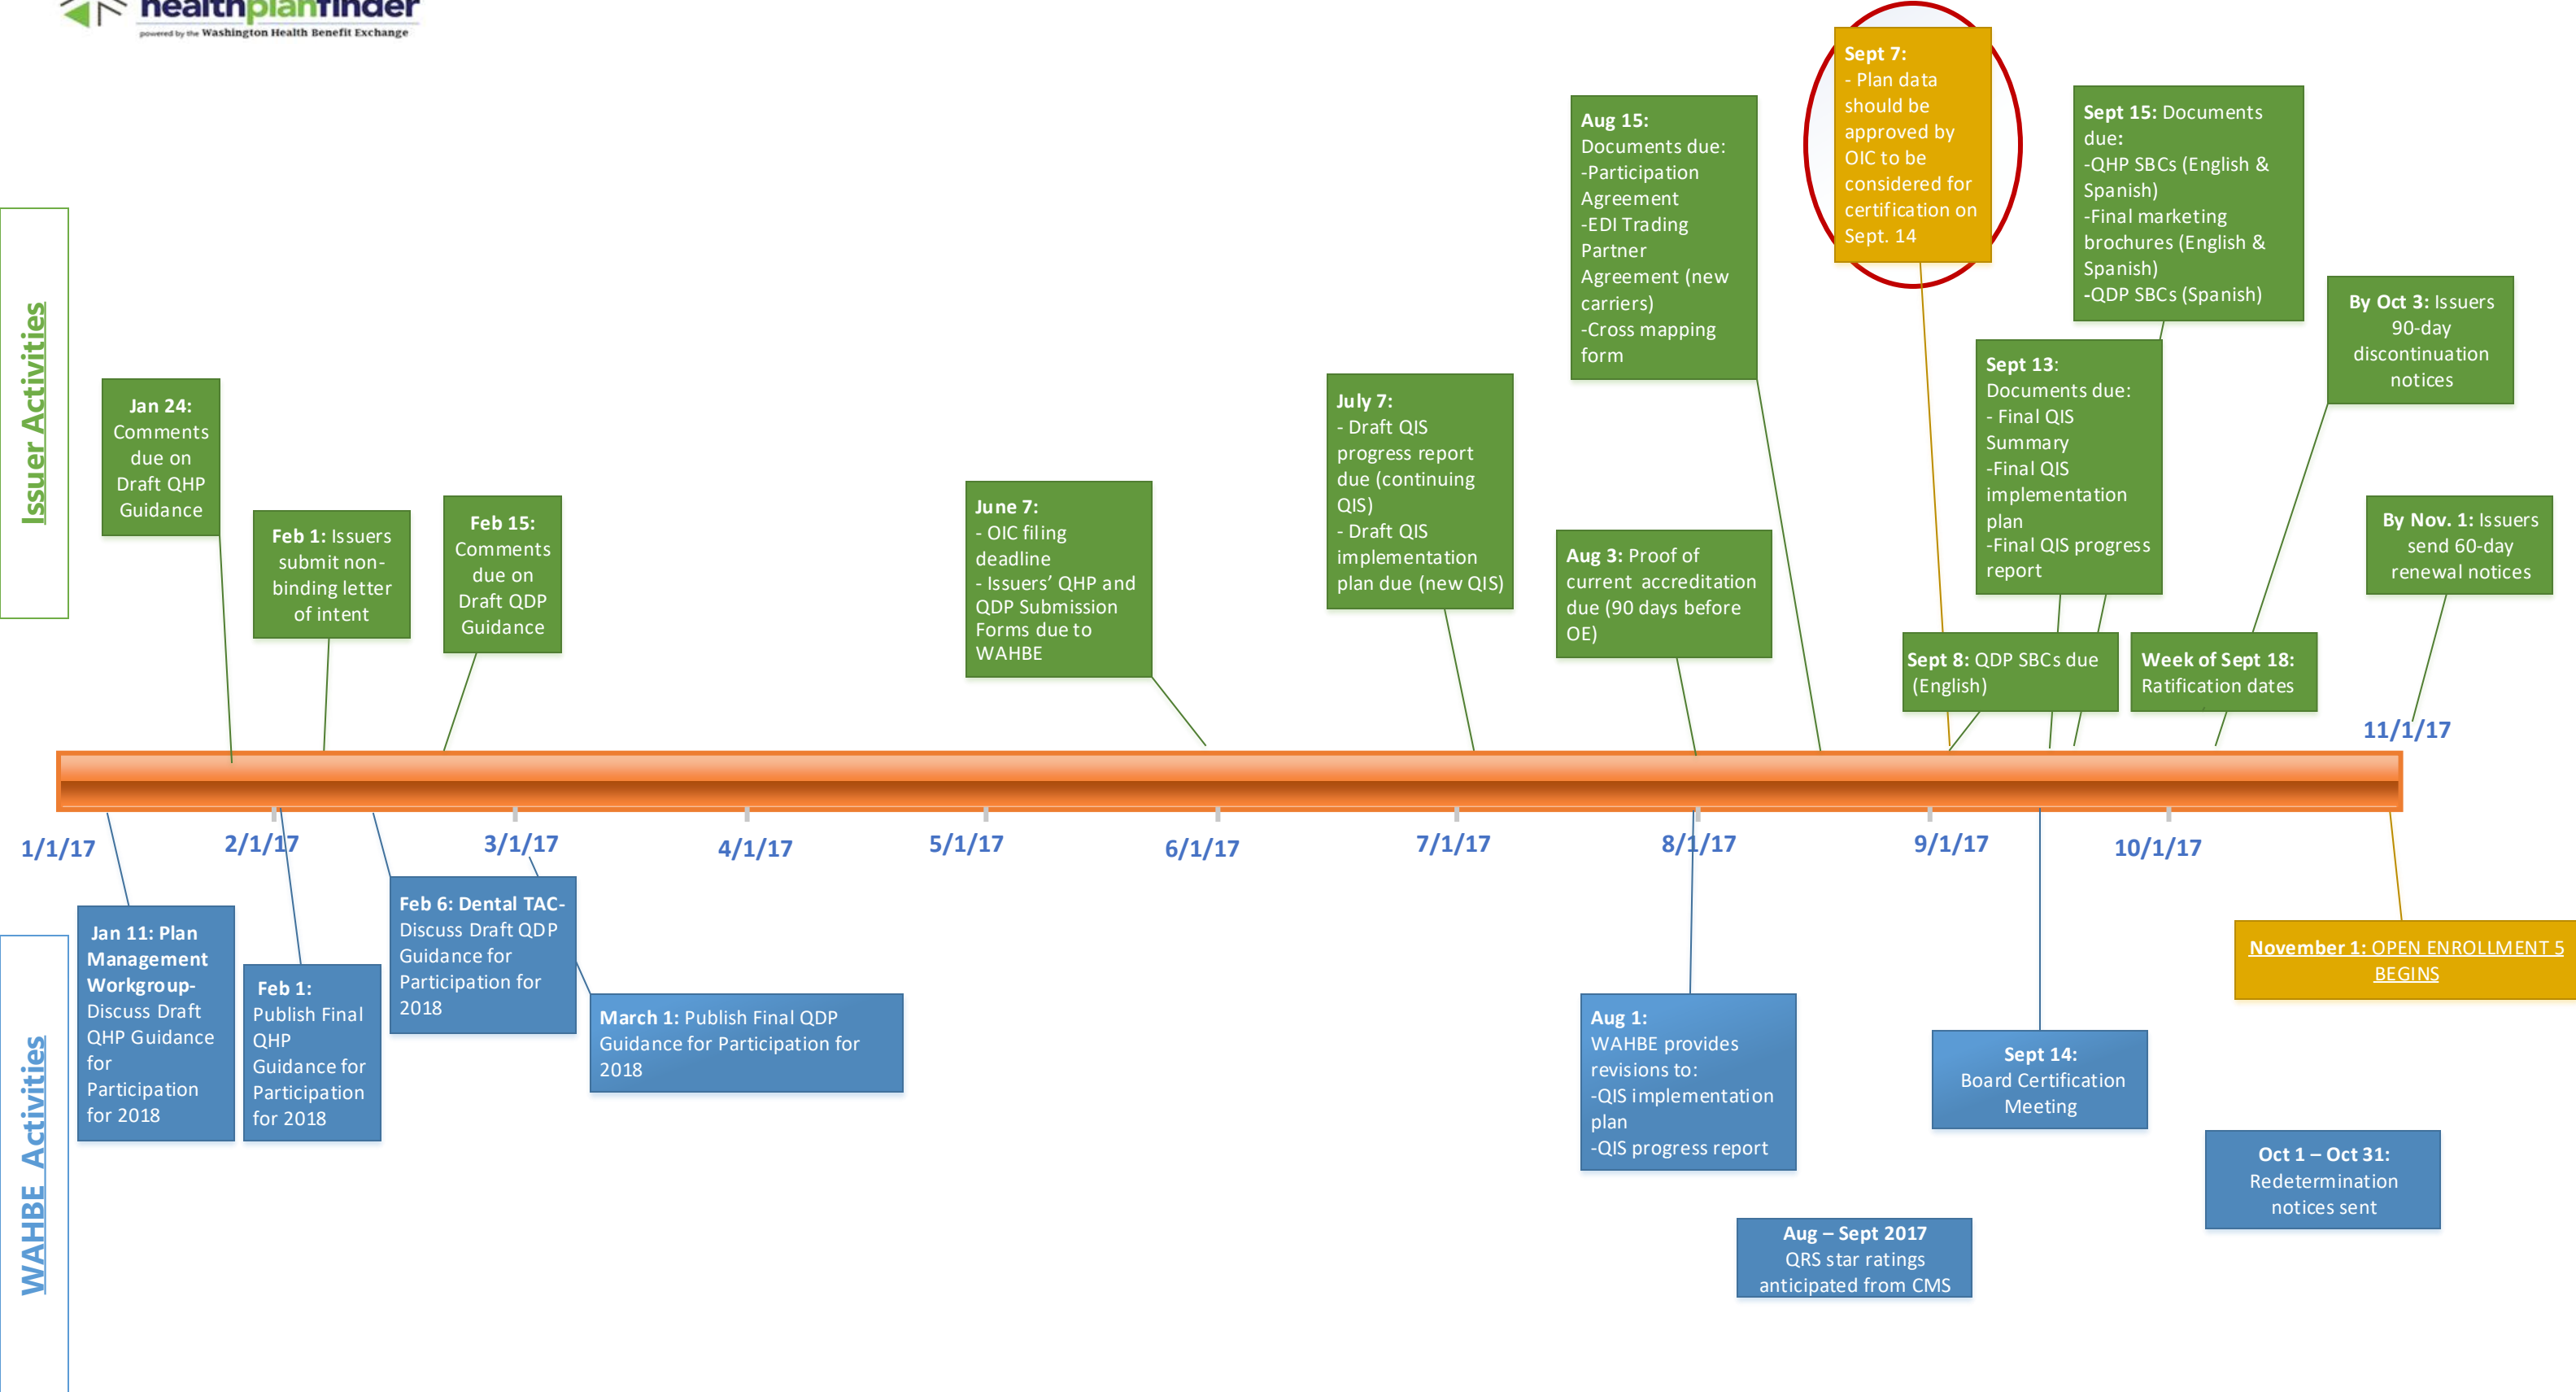 healthplanfinder
powered by the Washington Health Benefit Exchange
Issuer Activities
Jan 24:
Comments
due on
Draft QHP
Guidance
Feb 1: Issuers
submit non-
binding letter
of intent
Feb 15:
Comments
due on
Draft QDP
Guidance
June 7:
- OIC filing
deadline
- Issuers’ QHP and
QDP Submission
Forms due to
WAHBE
July 7:
- Draft QIS
progress report
due (continuing
QIS)
- Draft QIS
implementation
plan due (new QIS)
Aug 3: Proof of
current accreditation
due (90 days before
OE)
Aug 15:
Documents due:
-Participation
Agreement
-EDI Trading
Partner
Agreement (new
carriers)
-Cross mapping
form
Sept 7:
- Plan data
should be
approved by
OIC to be
considered for
certification on
Sept. 14
Sept 8: QDP SBCs due
(English)
Sept 13:
Documents due:
- Final QIS
Summary
-Final QIS
implementation
plan
-Final QIS progress
report
Sept 15: Documents
due:
-QHP SBCs (English &
Spanish)
-Final marketing
brochures (English &
Spanish)
-QDP SBCs (Spanish)
Week of Sept 18:
Ratification dates
By Oct 3: Issuers
90-day
discontinuation
notices
By Nov. 1: Issuers
send 60-day
renewal notices
11/1/17
1/1/17
2/1/17
3/1/17
4/1/17
5/1/17
6/1/17
7/1/17
8/1/17
9/1/17
10/1/17
WAHBE Activities
Jan 11: Plan
Management
Workgroup-
Discuss Draft
QHP Guidance
for
Participation
for 2018
Feb 1:
Publish Final
QHP
Guidance for
Participation
for 2018
Feb 6: Dental TAC-
Discuss Draft QDP
Guidance for
Participation for
2018
March 1: Publish Final QDP
Guidance for Participation for
2018
Aug 1:
WAHBE provides
revisions to:
-QIS implementation
plan
-QIS progress report
Aug – Sept 2017
QRS star ratings
anticipated from CMS
Sept 14:
Board Certification
Meeting
Oct 1 – Oct 31:
Redetermination
notices sent
November 1: OPEN ENROLLMENT 5
BEGINS